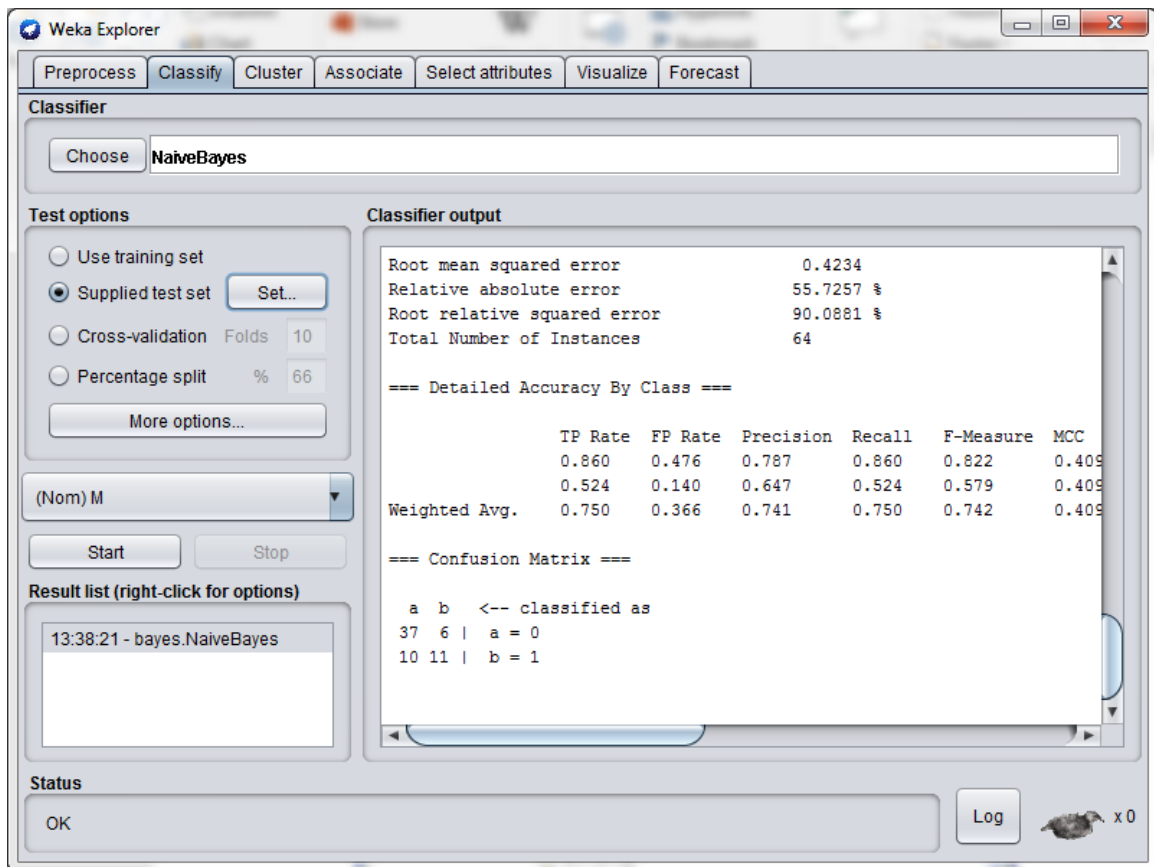 Weka Explorer
Preprocess Classify Cluster Associate Select attributes Visualize Forecast
Classifier
Choose NaiveBayes
Test options
Use training set
Supplied test set Set...
Cross-validation Folds 10
Percentage split % 66
More options...
(Nom) M
Start Stop
Result list (right-click for options)
13:38:21 - bayes.NaiveBayes
Classifier output
Root mean squared error 0.4234
Relative absolute error 55.7257 %
Root relative squared error 90.0881 %
Total Number of Instances 64
=== Detailed Accuracy By Class ===
TP Rate FP Rate Precision Recall F-Measure MCC
0.860 0.476 0.787 0.860 0.822 0.409
0.524 0.140 0.647 0.524 0.579 0.409
Weighted Avg. 0.750 0.366 0.741 0.750 0.742 0.409
=== Confusion Matrix ===
a b <-- classified as
37 6 | a = 0
10 11 | b = 1
Status
OK
Log
x 0